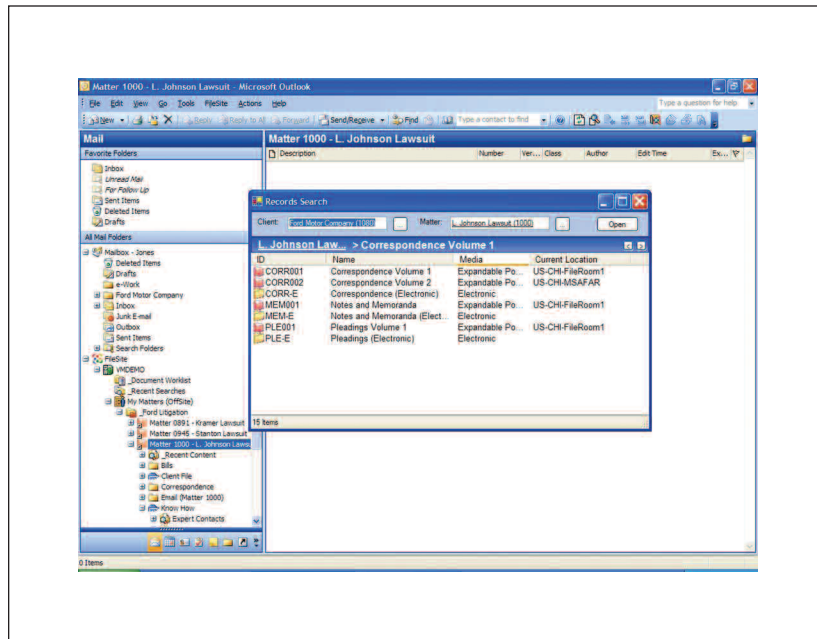 Matter 1000 - L. Johnson Lawsuit - Microsoft Outlook
File Edit View Go Tools FileSite Actions Help Type a question for help
New Reply Reply to All Forward Send/Receive Find Type a contact to find
Mail Matter 1000 - L. Johnson Lawsuit
Favorite Folders Description Number Ver... Class Author Edit Time Ex...
Inbox
Unread Mail
For Follow Up
Sent Items
Deleted Items
Drafts
All Mail Folders
Mailbox - Jones
Deleted Items
Drafts
e-Work
Ford Motor Company
Inbox
Junk E-mail
Outbox
Sent Items
Search Folders
FileSite
VMDEMO
_Document Worklist
_Recent Searches
My Matters (OffSite)
_Ford Litigation
Matter 0891 - Kramer Lawsuit
Matter 0945 - Stanton Lawsuit
Matter 1000 - L. Johnson Laws
_Recent Content
Bills
Client File
Correspondence
Email (Matter 1000)
Know How
Expert Contacts
0 Items
Records Search
Client: Ford Motor Company (1000) ... Matter: L. Johnson Lawsuit (1000) ... Open
L. Johnson Law... > Correspondence Volume 1
ID Name Media Current Location
CORR001 Correspondence Volume 1 Expandable Po... US-CHI-FileRoom1
CORR002 Correspondence Volume 2 Expandable Po... US-CHI-MSAFAR
CORR-E Correspondence (Electronic) Electronic
MEM001 Notes and Memoranda Expandable Po... US-CHI-FileRoom1
MEM-E Notes and Memoranda (Elect... Electronic
PLE001 Pleadings Volume 1 Expandable Po... US-CHI-FileRoom1
PLE-E Pleadings (Electronic) Electronic
15 items